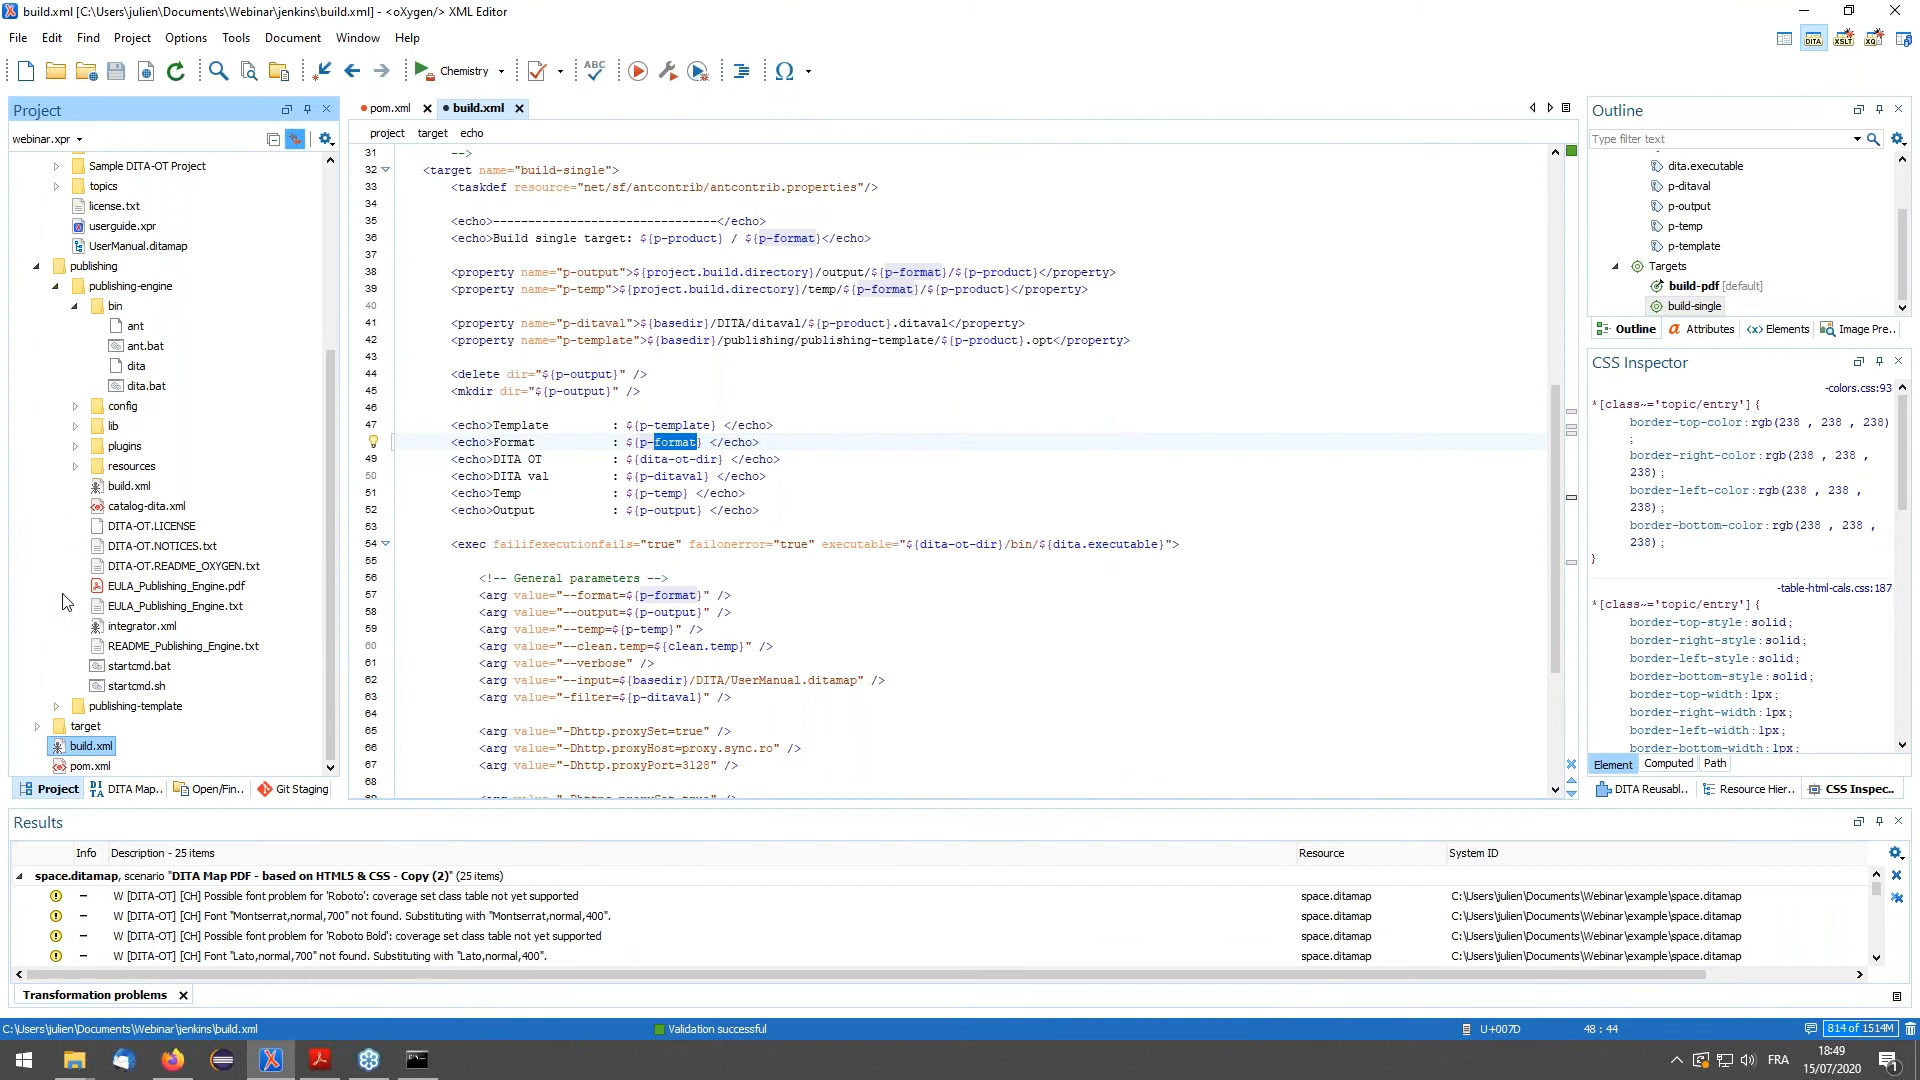 build.xml [C:\Users\julien\Documents\Webinar\jenkins\build.xml] - <oXygen/> XML Editor
File Edit Find Project Options Tools Document Window Help
Chemistry
Project
webinar.xpr
Sample DITA-OT Project
topics
license.txt
userguide.xpr
UserManual.ditamap
publishing
publishing-engine
bin
ant
ant.bat
dita
dita.bat
config
lib
plugins
resources
build.xml
catalog-dita.xml
DITA-OT.LICENSE
DITA-OT.NOTICES.txt
DITA-OT.README_OXYGEN.txt
EULA_Publishing_Engine.pdf
EULA_Publishing_Engine.txt
integrator.xml
README_Publishing_Engine.txt
startcmd.bat
startcmd.sh
publishing-template
target
build.xml
pom.xml
Project DITA Map.. Open/Fin.. Git Staging
pom.xml build.xml
project target echo
31 -->
32 <target name="build-single">
33 <taskdef resource="net/sf/antcontrib/antcontrib.properties"/>
34
35 <echo>--------------------------------</echo>
36 <echo>Build single target: ${p-product} / ${p-format}</echo>
37
38 <property name="p-output">${project.build.directory}/output/${p-format}/${p-product}</property>
39 <property name="p-temp">${project.build.directory}/temp/${p-format}/${p-product}</property>
40
41 <property name="p-ditaval">${basedir}/DITA/ditaval/${p-product}.ditaval</property>
42 <property name="p-template">${basedir}/publishing/publishing-template/${p-product}.opt</property>
43
44 <delete dir="${p-output}" />
45 <mkdir dir="${p-output}" />
46
47 <echo>Template : ${p-template} </echo>
<echo>Format : ${p-format} </echo>
49 <echo>DITA OT : ${dita-ot-dir} </echo>
50 <echo>DITA val : ${p-ditaval} </echo>
51 <echo>Temp : ${p-temp} </echo>
52 <echo>Output : ${p-output} </echo>
53
54 <exec failifexecutionfails="true" failonerror="true" executable="${dita-ot-dir}/bin/${dita.executable}">
55
56 <!-- General parameters -->
57 <arg value="--format=${p-format}" />
58 <arg value="--output=${p-output}" />
59 <arg value="--temp=${p-temp}" />
60 <arg value="--clean.temp=${clean.temp}" />
61 <arg value="--verbose" />
62 <arg value="--input=${basedir}/DITA/UserManual.ditamap" />
63 <arg value="-filter=${p-ditaval}" />
64
65 <arg value="-Dhttp.proxySet=true" />
66 <arg value="-Dhttp.proxyHost=proxy.sync.ro" />
67 <arg value="-Dhttp.proxyPort=3128" />
68
Outline
Type filter text
dita.executable
p-ditaval
p-output
p-temp
p-template
Targets
build-pdf [default]
build-single
Outline Attributes Elements Image Pre..
CSS Inspector
-colors.css:93
*[class~='topic/entry'] {
border-top-color:rgb(238 , 238 , 238)
;
border-right-color:rgb(238 , 238 ,
238) ;
border-left-color:rgb(238 , 238 ,
238) ;
border-bottom-color:rgb(238 , 238 ,
238) ;
}
-table-html-cals.css:187
*[class~='topic/entry'] {
border-top-style:solid;
border-right-style:solid;
border-left-style:solid;
border-bottom-style:solid;
border-top-width:1px;
border-right-width:1px;
border-left-width:1px;
border-bottom-width:1px;
Element Computed Path
DITA Reusabl.. Resource Hier.. CSS Inspec..
Results
Info Description - 25 items Resource System ID
space.ditamap, scenario "DITA Map PDF - based on HTML5 & CSS - Copy (2)" (25 items)
W [DITA-OT] [CH] Possible font problem for 'Roboto': coverage set class table not yet supported space.ditamap C:\Users\julien\Documents\Webinar\example\space.ditamap
W [DITA-OT] [CH] Font "Montserrat,normal,700" not found. Substituting with "Montserrat,normal,400". space.ditamap C:\Users\julien\Documents\Webinar\example\space.ditamap
W [DITA-OT] [CH] Possible font problem for 'Roboto Bold': coverage set class table not yet supported space.ditamap C:\Users\julien\Documents\Webinar\example\space.ditamap
W [DITA-OT] [CH] Font "Lato,normal,700" not found. Substituting with "Lato,normal,400". space.ditamap C:\Users\julien\Documents\Webinar\example\space.ditamap
Transformation problems
C:\Users\julien\Documents\Webinar\jenkins\build.xml Validation successful U+007D 48 : 44 814 of 1514M
FRA 18:49
15/07/2020